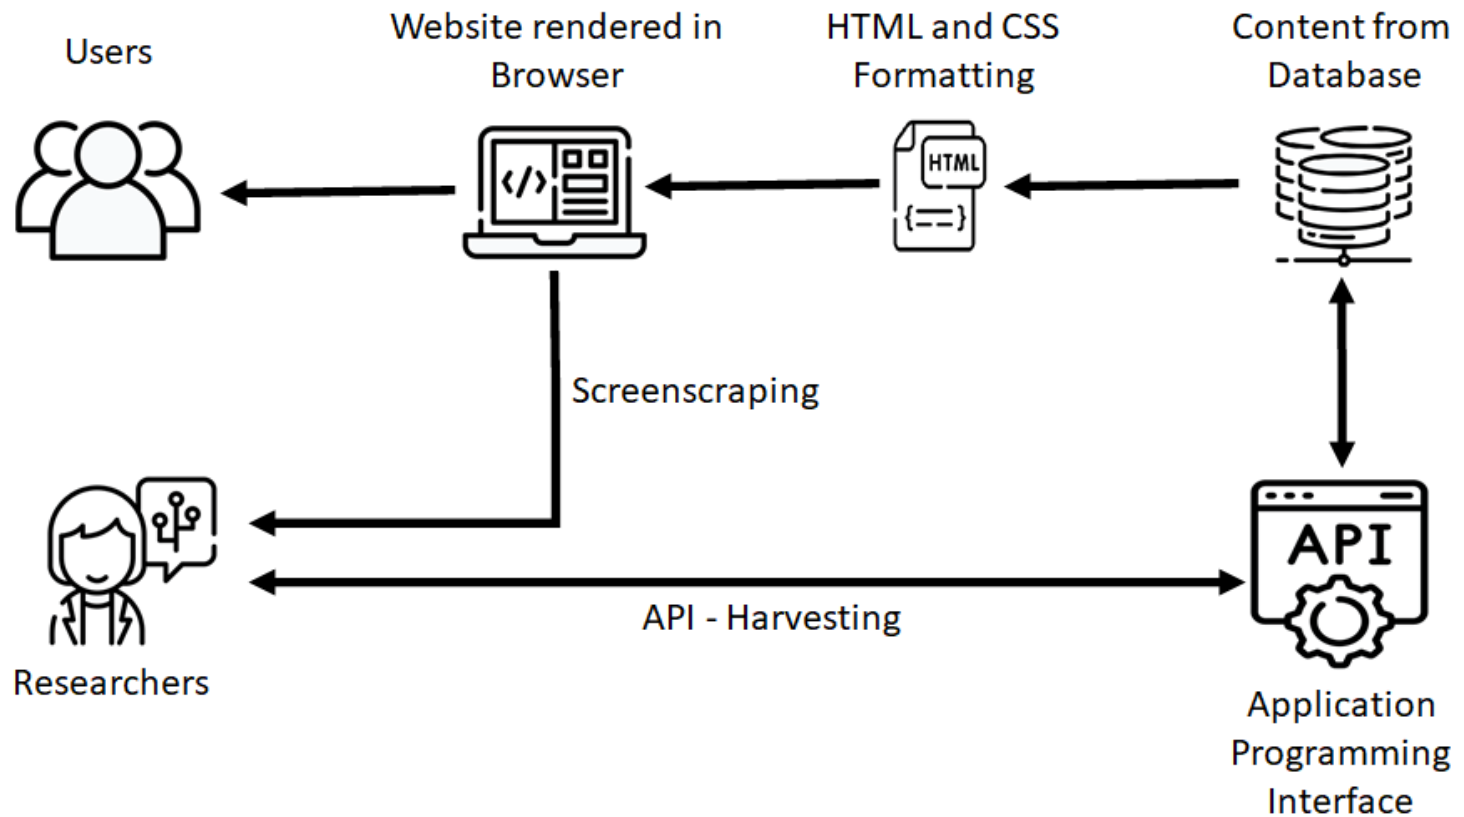 Users
Website rendered in
Browser
HTML and CSS
Formatting
Content from
Database
</>
HTML
{==}
Screenscraping
API
API - Harvesting
Researchers
Application
Programming
Interface